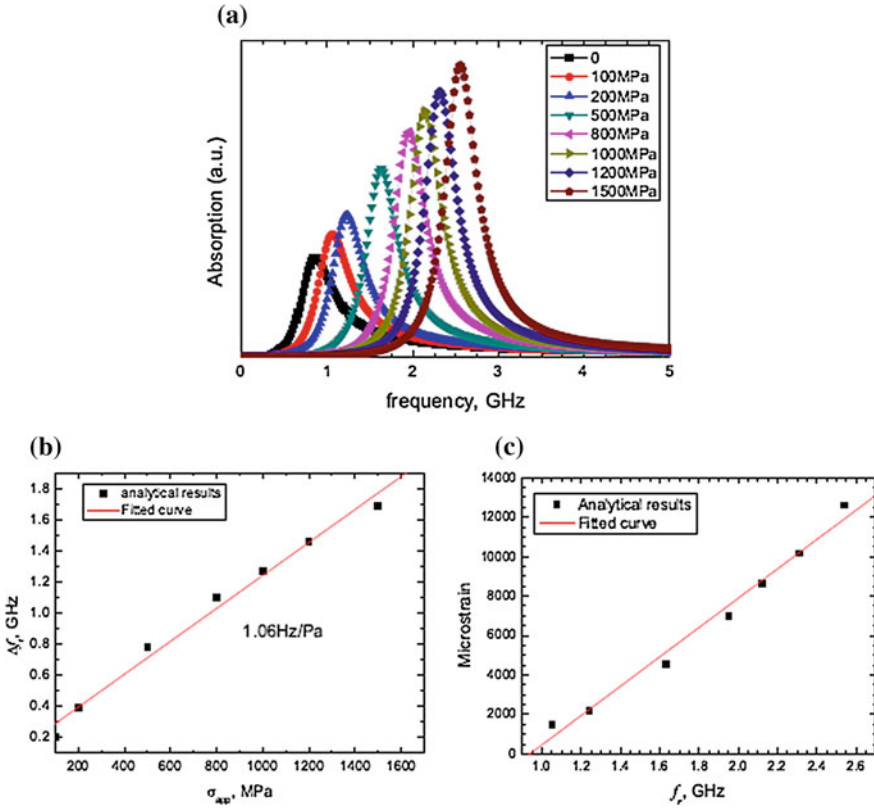 (a)
Absorption (a.u.)
0
100MPa
200MPa
500MPa
800MPa
1000MPa
1200MPa
1500MPa
0 1 2 3 4 5
frequency, GHz
(b)
Δfr, GHz
1.8
1.6
1.4
1.2
1.0
0.8
0.6
0.4
0.2
analytical results
Fitted curve
1.06Hz/Pa
200 400 600 800 1000 1200 1400 1600
σapp, MPa
(c)
Microstrain
14000
12000
10000
8000
6000
4000
2000
0
Analytical results
Fitted curve
1.0 1.2 1.4 1.6 1.8 2.0 2.2 2.4 2.6
fr, GHz